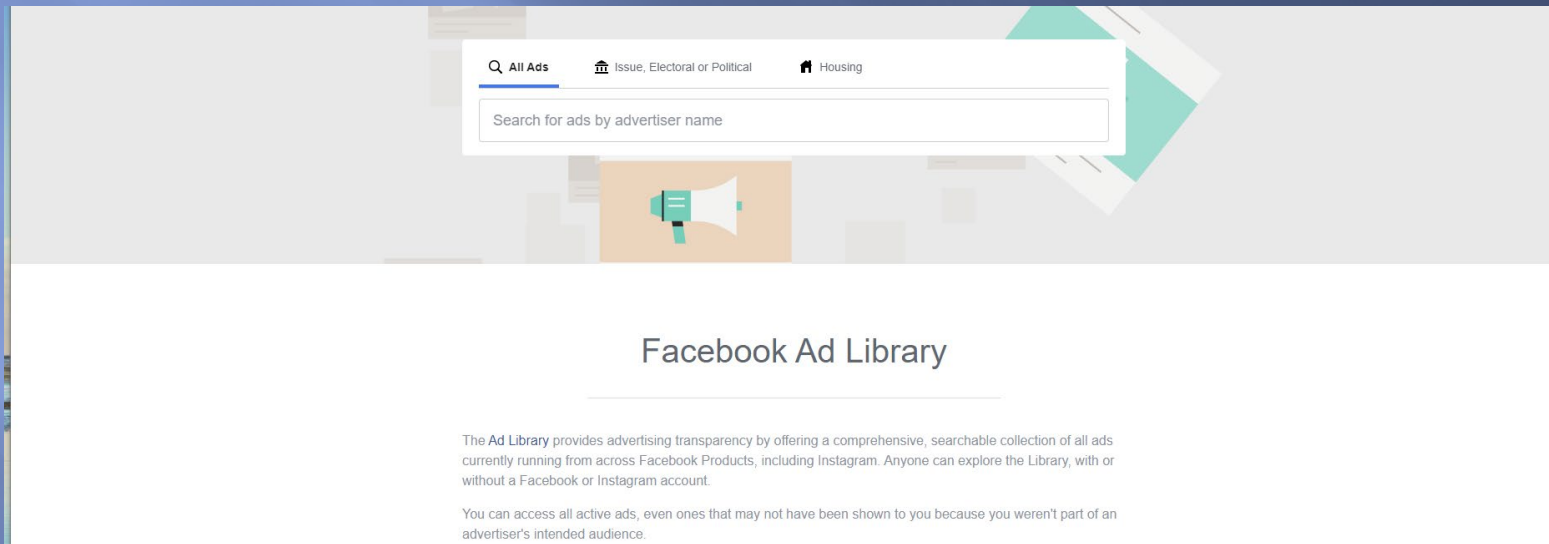 All Ads
Issue, Electoral or Political
Housing
Search for ads by advertiser name
Facebook Ad Library
The Ad Library provides advertising transparency by offering a comprehensive, searchable collection of all ads
currently running from across Facebook Products, including Instagram. Anyone can explore the Library, with or
without a Facebook or Instagram account.
You can access all active ads, even ones that may not have been shown to you because you weren't part of an
advertiser's intended audience.